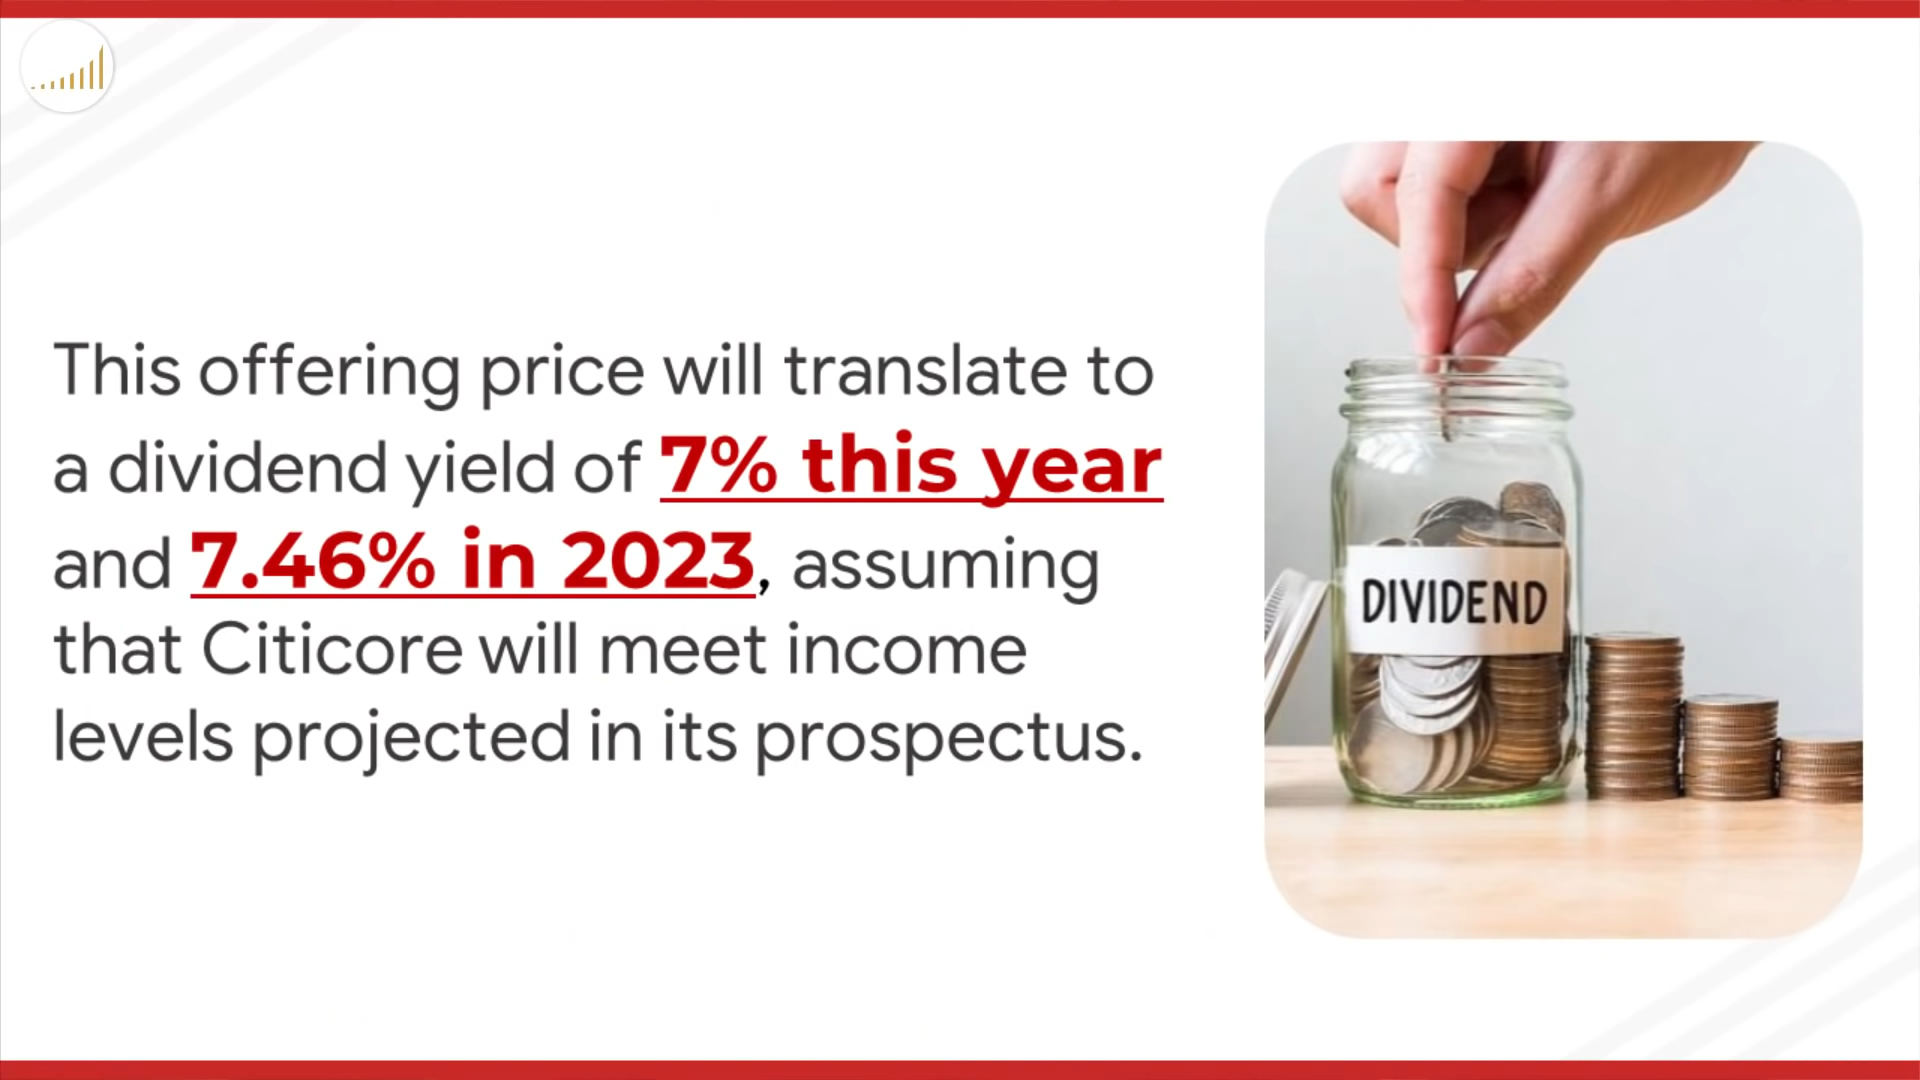 This offering price will translate to
a dividend yield of 7% this year
and 7.46% in 2023, assuming
that Citicore will meet income
levels projected in its prospectus.
DIVIDEND